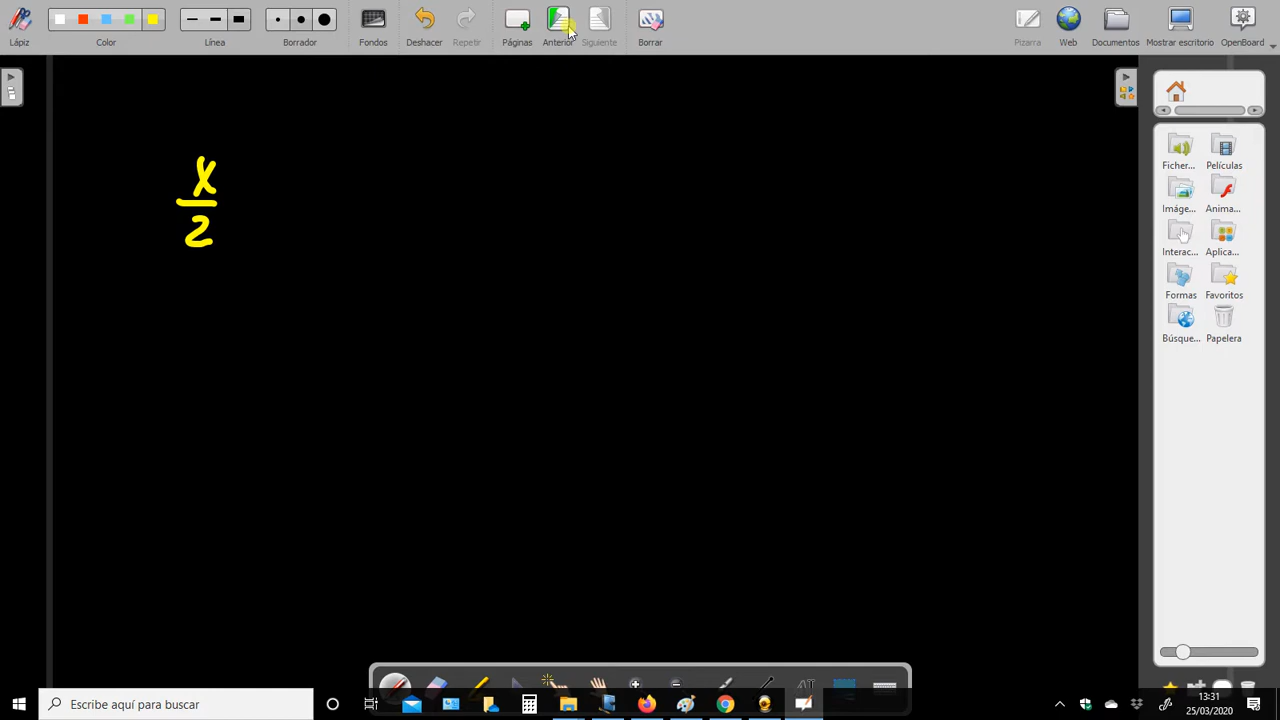 Lápiz Color Línea Borrador Fondos Deshacer Repetir Páginas Anterior Siguiente Borrar Pizarra Web Documentos Mostrar escritorio OpenBoard
x
2
Ficher... Películas
Imáge... Anima...
Interac... Aplica...
Formas Favoritos
Búsque... Papelera
Escribe aquí para buscar
13:31
25/03/2020